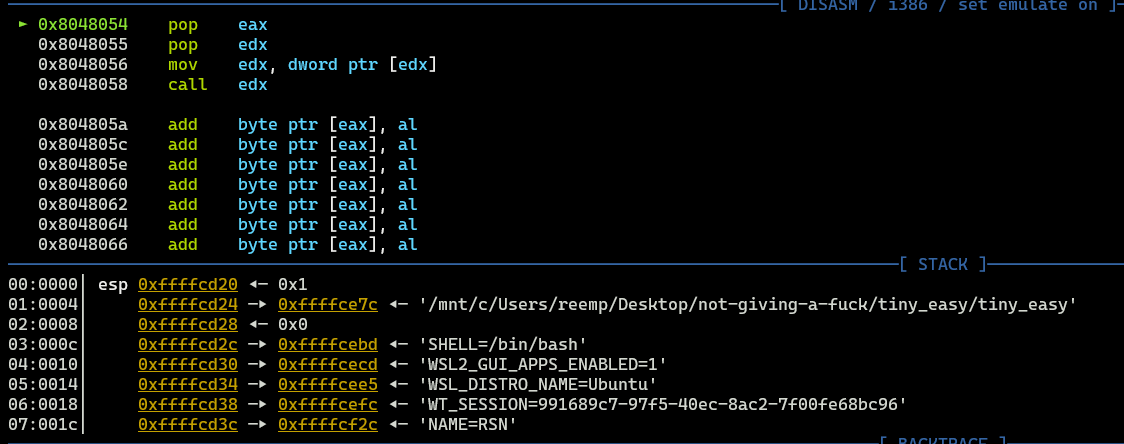 [ DISASM / i386 / set emulate on ]
► 0x8048054 pop eax
0x8048055 pop edx
0x8048056 mov edx, dword ptr [edx]
0x8048058 call edx
0x804805a add byte ptr [eax], al
0x804805c add byte ptr [eax], al
0x804805e add byte ptr [eax], al
0x8048060 add byte ptr [eax], al
0x8048062 add byte ptr [eax], al
0x8048064 add byte ptr [eax], al
0x8048066 add byte ptr [eax], al
[ STACK ]
00:0000│ esp 0xffffcd20 ◂— 0x1
01:0004│ 0xffffcd24 —▸ 0xffffce7c ◂— '/mnt/c/Users/reemp/Desktop/not-giving-a-fuck/tiny_easy/tiny_easy'
02:0008│ 0xffffcd28 ◂— 0x0
03:000c│ 0xffffcd2c —▸ 0xffffcebd ◂— 'SHELL=/bin/bash'
04:0010│ 0xffffcd30 —▸ 0xffffcecd ◂— 'WSL2_GUI_APPS_ENABLED=1'
05:0014│ 0xffffcd34 —▸ 0xffffcee5 ◂— 'WSL_DISTRO_NAME=Ubuntu'
06:0018│ 0xffffcd38 —▸ 0xffffcefc ◂— 'WT_SESSION=991689c7-97f5-40ec-8ac2-7f00fe68bc96'
07:001c│ 0xffffcd3c —▸ 0xffffcf2c ◂— 'NAME=RSN'
[ BACKTRACE ]